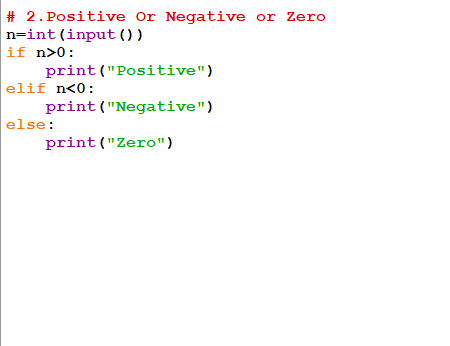 # 2.Positive Or Negative or Zero
n=int(input())
if n>0:
    print("Positive")
elif n<0:
    print("Negative")
else:
    print("Zero")